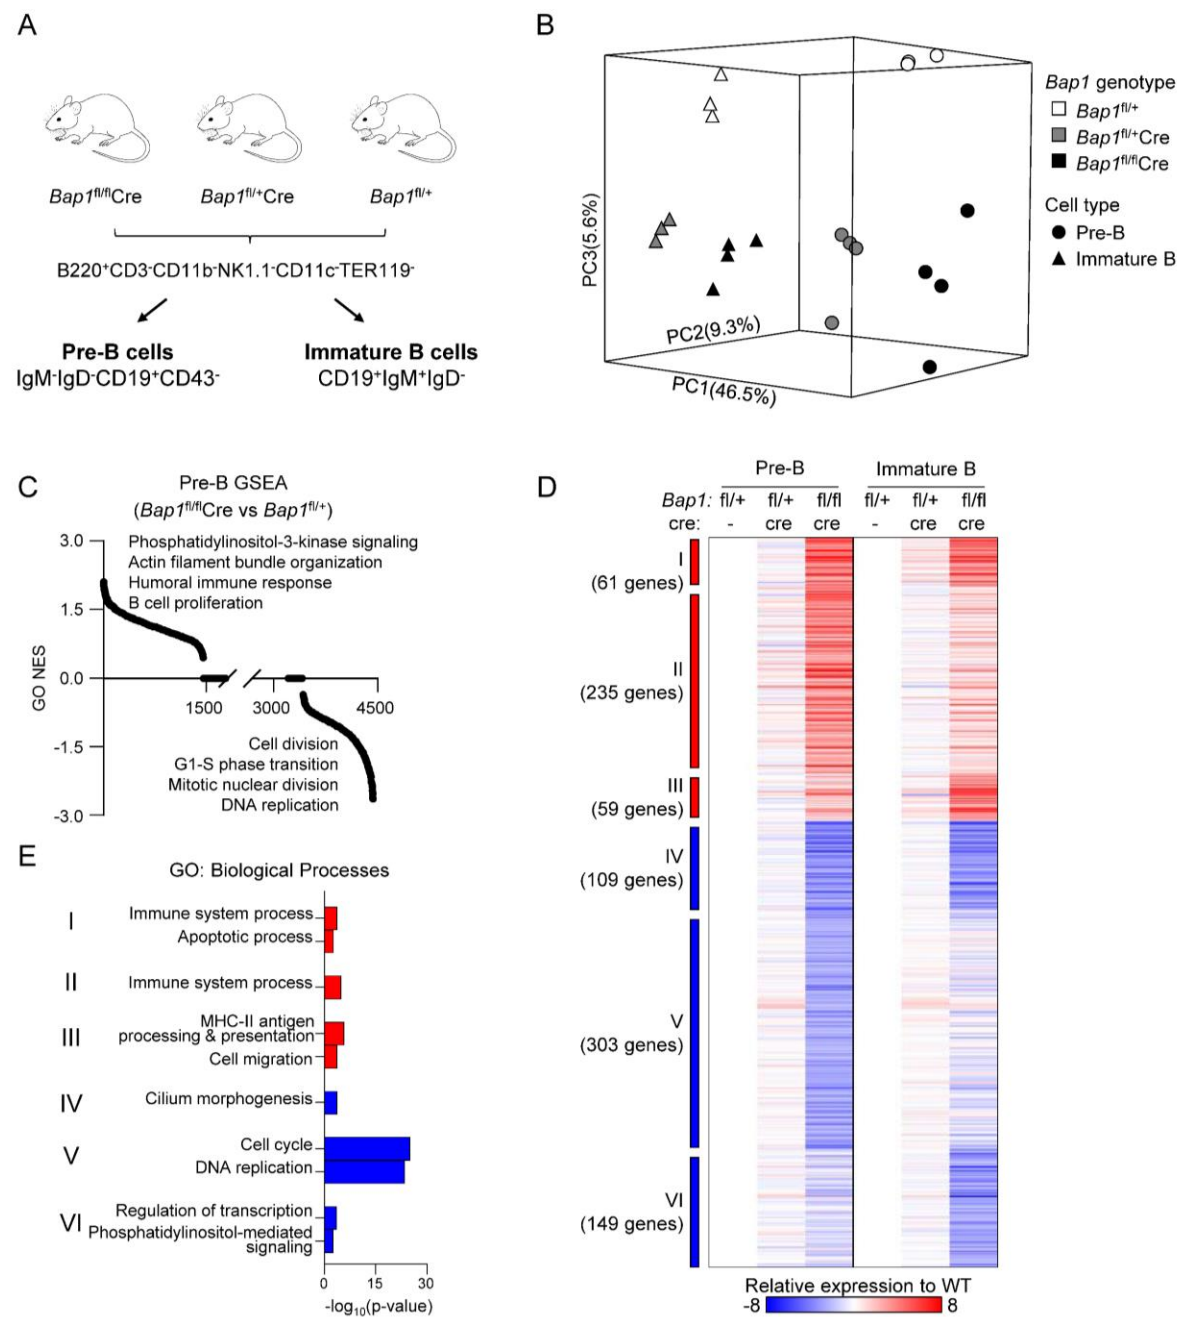 A
Bap1fl/flCre
Bap1fl/+Cre
Bap1fl/+
B220+CD3-CD11b-NK1.1-CD11c-TER119-
Pre-B cells
IgM-IgD-CD19+CD43-
Immature B cells
CD19+IgM+IgD-
B
PC3(5.6%)
PC2(9.3%)
PC1(46.5%)
Bap1 genotype
Bap1fl/+
Bap1fl/+Cre
Bap1fl/flCre
Cell type
Pre-B
Immature B
C
Pre-B GSEA
(Bap1fl/flCre vs Bap1fl/+)
GO NES
3.0
1.5
0.0
-1.5
-3.0
Phosphatidylinositol-3-kinase signaling
Actin filament bundle organization
Humoral immune response
B cell proliferation
1500
3000
4500
Cell division
G1-S phase transition
Mitotic nuclear division
DNA replication
D
Pre-B
Immature B
Bap1: fl/+ fl/+ fl/fl fl/+ fl/+ fl/fl
cre: - cre cre - cre cre
I
(61 genes)
II
(235 genes)
III
(59 genes)
IV
(109 genes)
V
(303 genes)
VI
(149 genes)
Relative expression to WT
-8
8
E
GO: Biological Processes
I
Immune system process
Apoptotic process
II
Immune system process
III
MHC-II antigen
processing & presentation
Cell migration
IV
Cilium morphogenesis
V
Cell cycle
DNA replication
VI
Regulation of transcription
Phosphatidylinositol-mediated
signaling
0
15
30
-log10(p-value)